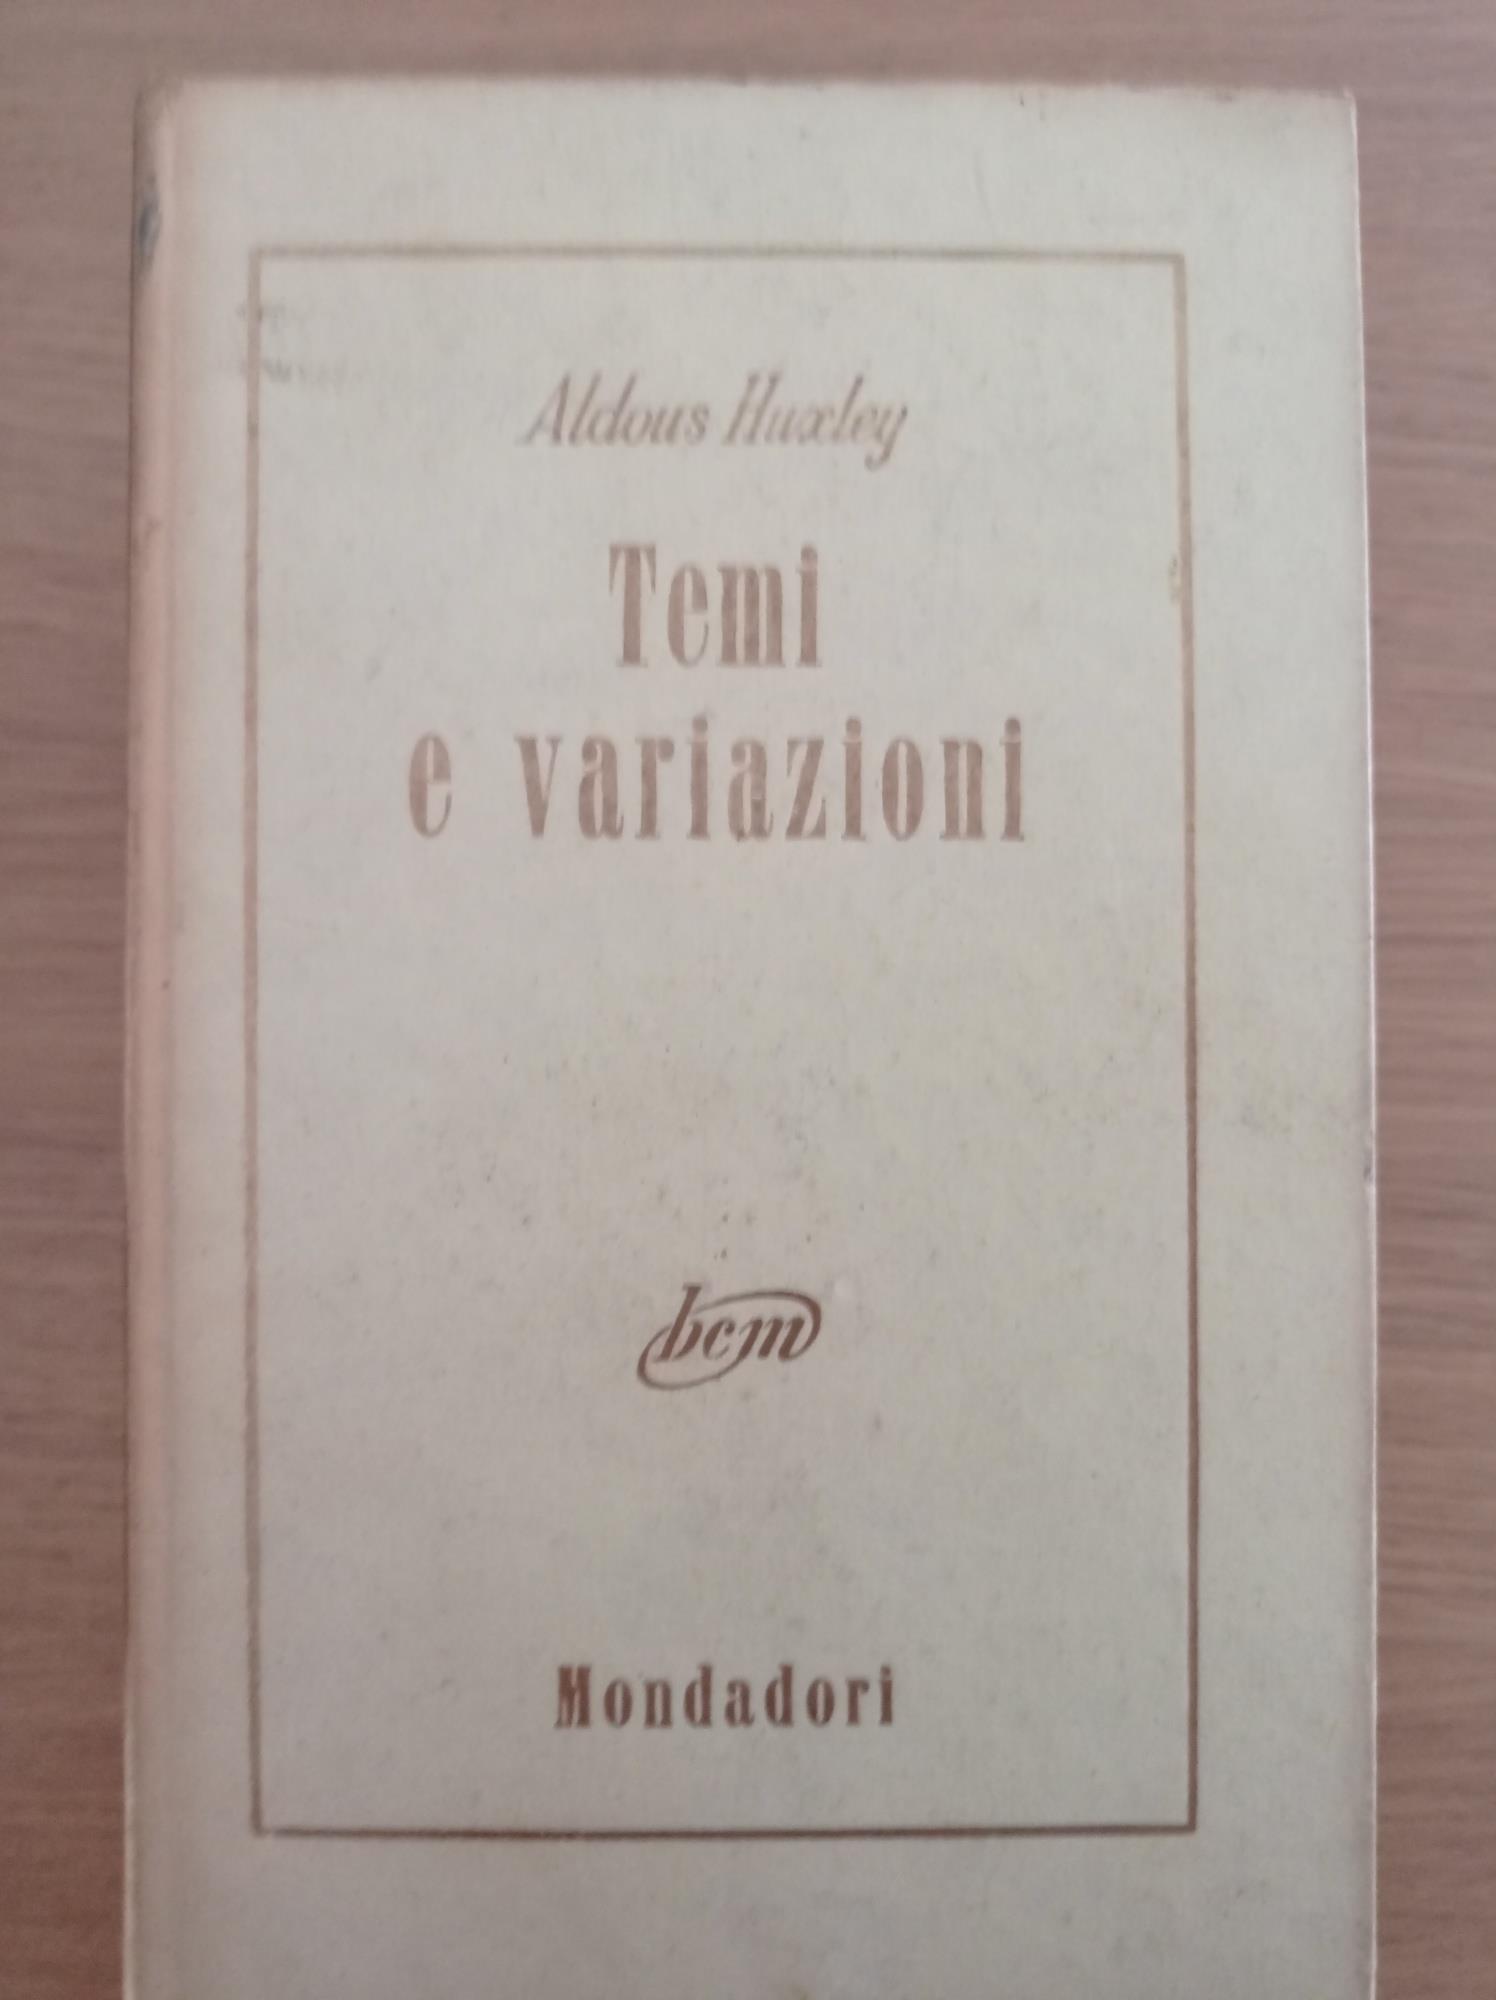 Aldous Huxley
Temi
e variazioni
bcm
Mondadori